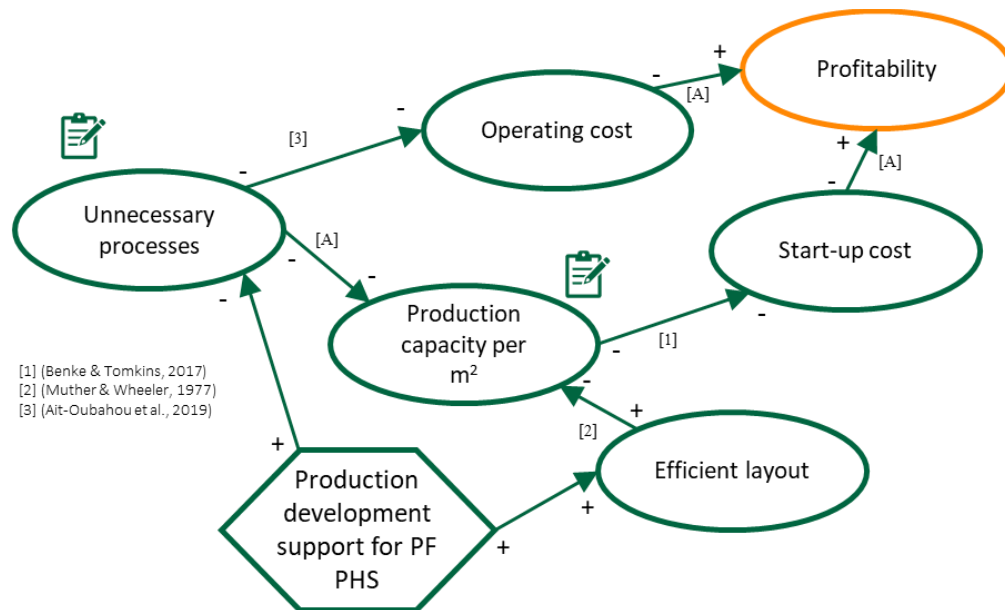 Profitability
+
-
[A]
Operating cost
-
[3]
-
+
[A]
-
Unnecessary
processes
Start-up cost
[A]
-
-
-
-
Production
capacity per
m²
-
[1]
-
[1] (Benke & Tomkins, 2017)
[2] (Muther & Wheeler, 1977)
[3] (Ait-Oubahou et al., 2019)
-
+
[2]
+
Efficient layout
Production
development
support for PF
PHS
+
+